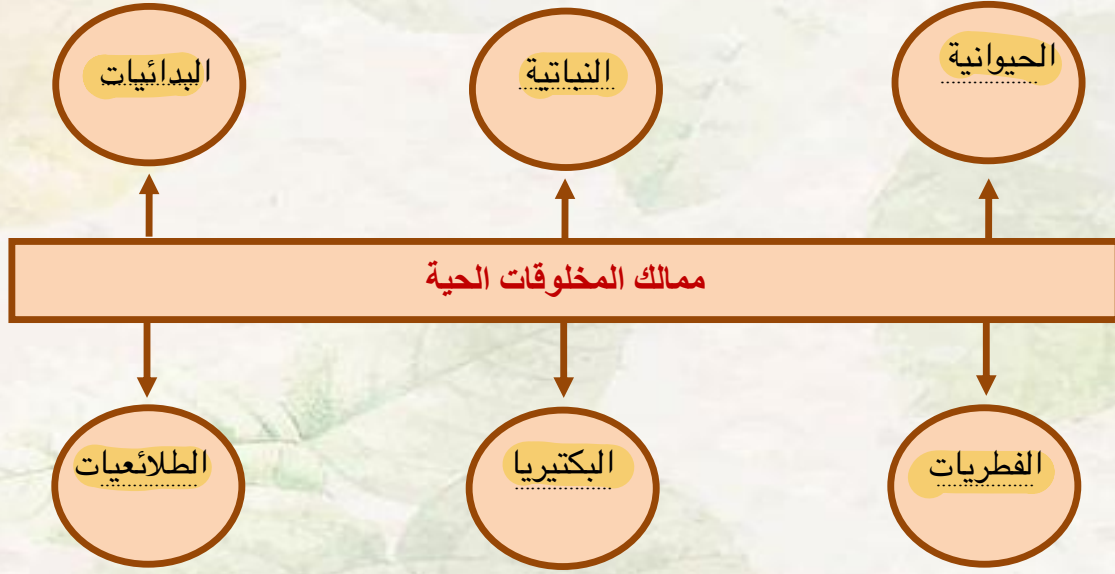 الحيوانية
النباتية
البدائيات
ممالك المخلوقات الحية
الفطريات
البكتيريا
الطلائعيات